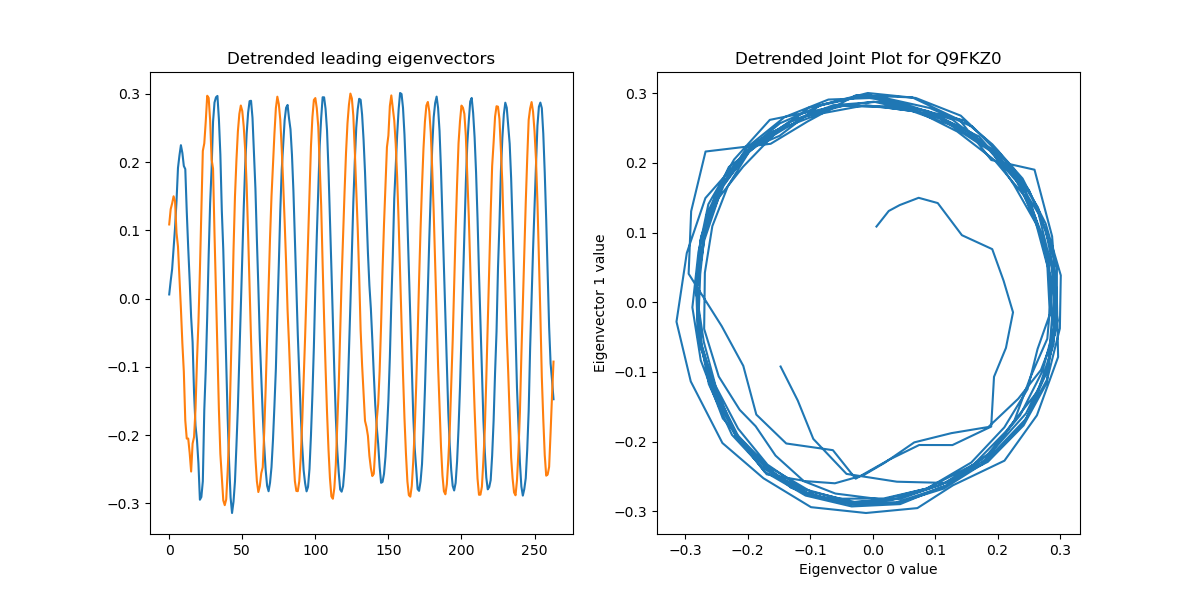 Detrended leading eigenvectors
0.3
0.2
0.1
0.0
−0.1
−0.2
−0.3
0 50 100 150 200 250
Detrended Joint Plot for Q9FKZ0
Eigenvector 1 value
0.3
0.2
0.1
0.0
−0.1
−0.2
−0.3
−0.3 −0.2 −0.1 0.0 0.1 0.2 0.3
Eigenvector 0 value